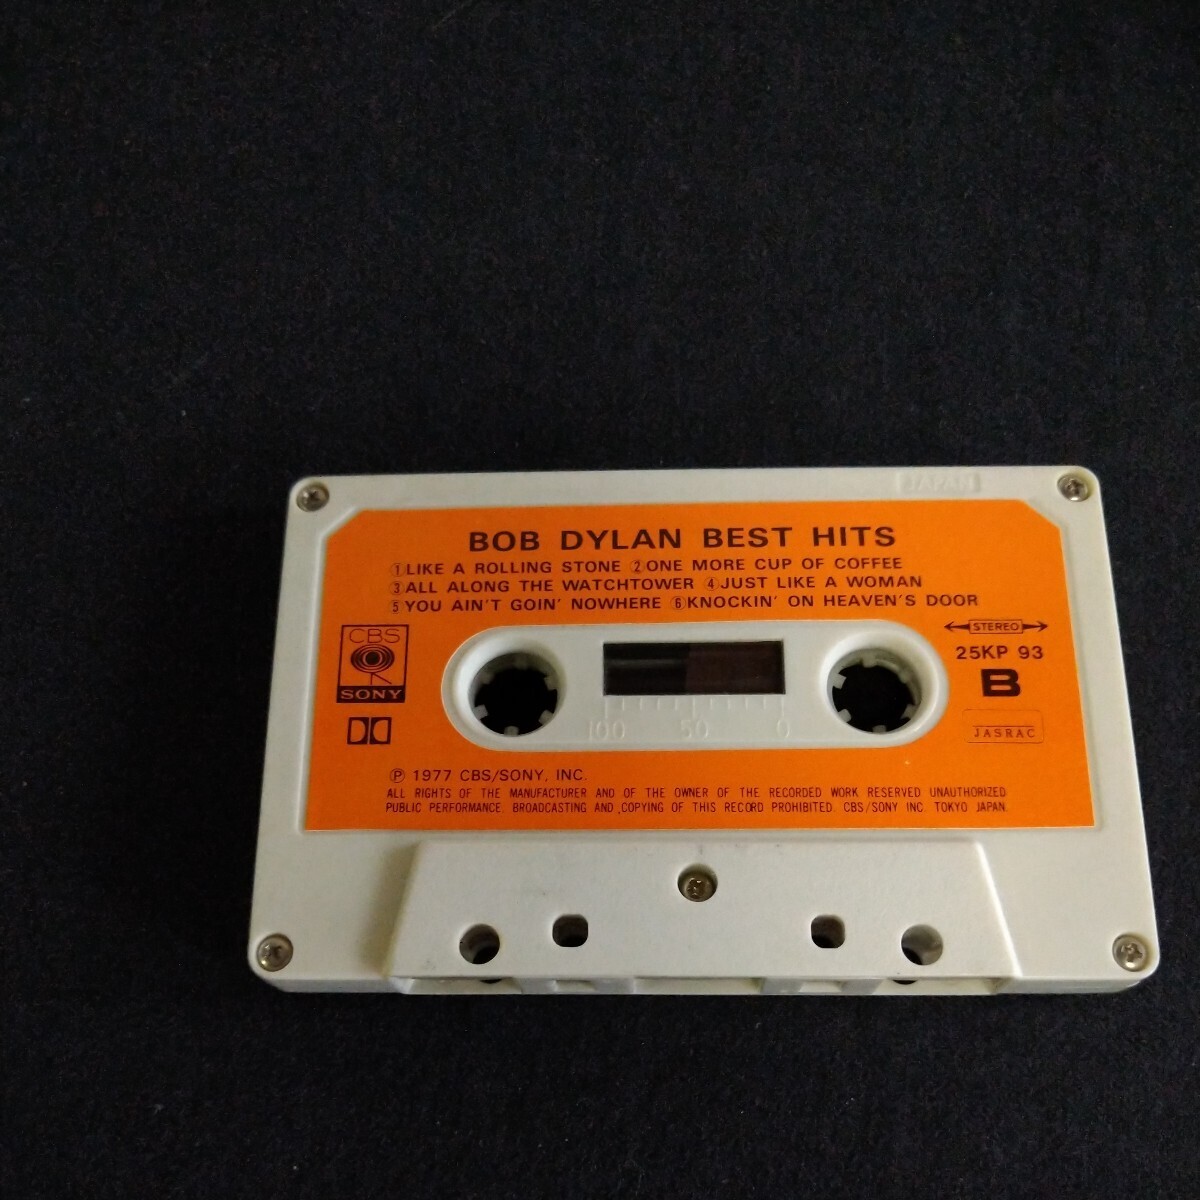 JAPAN
BOB DYLAN BEST HITS
①LIKE A ROLLING STONE ②ONE MORE CUP OF COFFEE
③ALL ALONG THE WATCHTOWER ④JUST LIKE A WOMAN
⑤YOU AIN'T GOIN' NOWHERE ⑥KNOCKIN' ON HEAVEN'S DOOR
CBS
SONY
STEREO
25KP 93
B
JASRAC
100 50 0
Ⓟ 1977 CBS/SONY, INC.
ALL RIGHTS OF THE MANUFACTURER AND OF THE OWNER OF THE RECORDED WORK RESERVED UNAUTHORIZED
PUBLIC PERFORMANCE. BROADCASTING AND ,COPYING OF THIS RECORD PROHIBITED. CBS/SONY INC. TOKYO JAPAN.